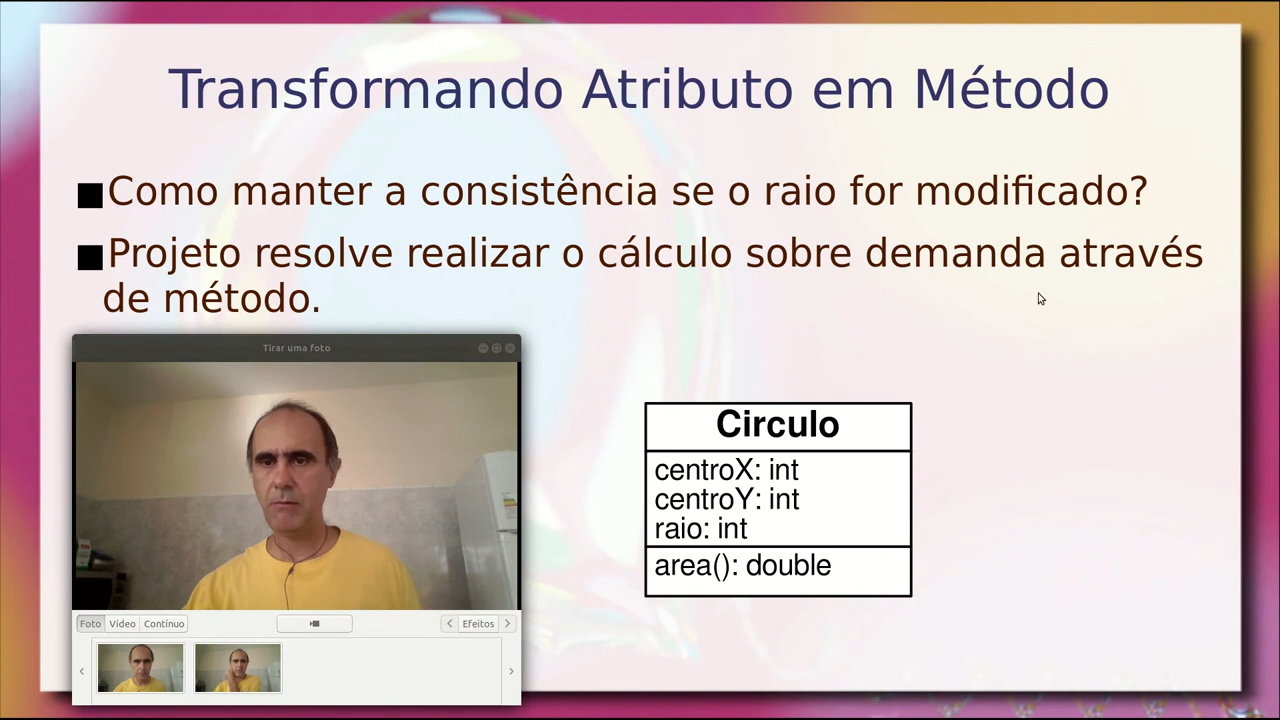 Transformando Atributo em Método
Como manter a consistência se o raio for modificado?
Projeto resolve realizar o cálculo sobre demanda através
de método.
Tirar uma foto
Foto Vídeo Contínuo Efeitos
Circulo
centroX: int
centroY: int
raio: int
area(): double